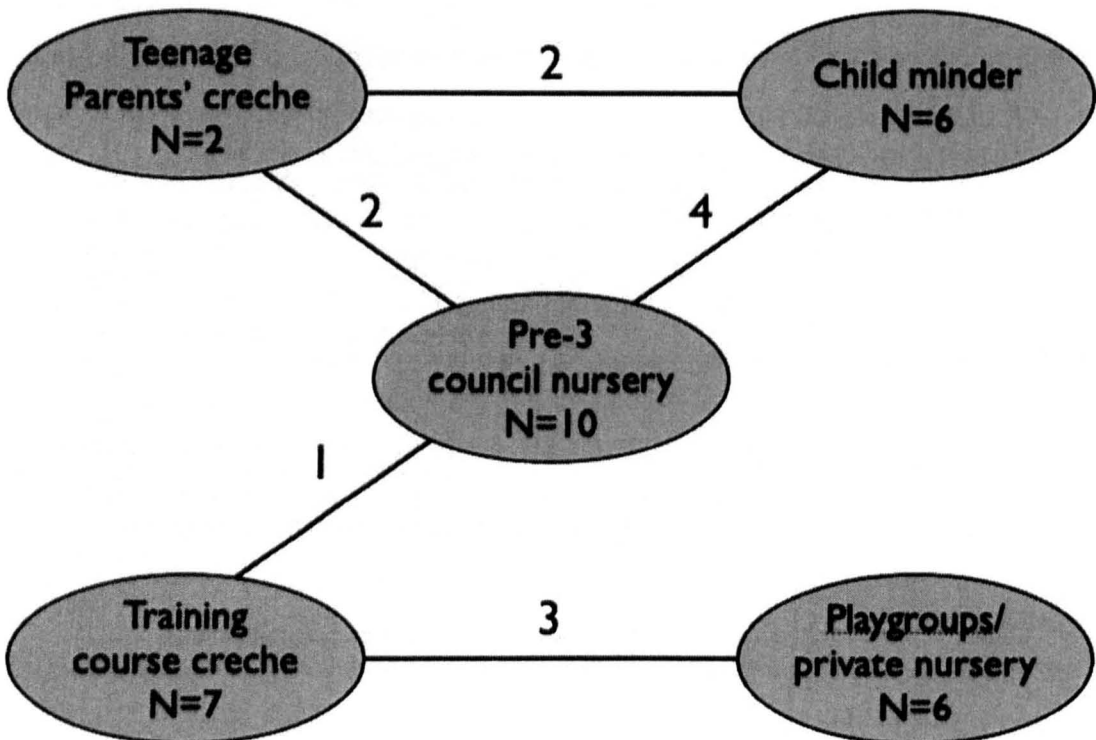 Teenage
Parents' creche
N=2
2
Child minder
N=6
2
4
Pre-3
council nursery
N=10
1
Training
course creche
N=7
3
Playgroups/
private nursery
N=6